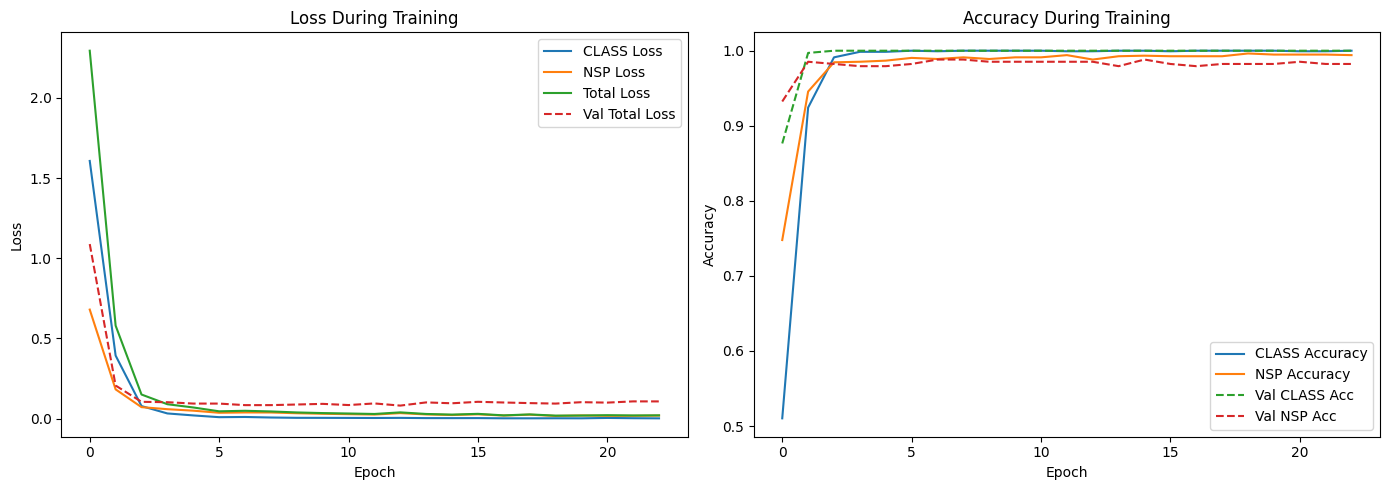 Loss During Training
Loss
2.0
1.5
1.0
0.5
0.0
0 5 10 15 20
Epoch
CLASS Loss
NSP Loss
Total Loss
Val Total Loss
Accuracy During Training
Accuracy
1.0
0.9
0.8
0.7
0.6
0.5
0 5 10 15 20
Epoch
CLASS Accuracy
NSP Accuracy
Val CLASS Acc
Val NSP Acc